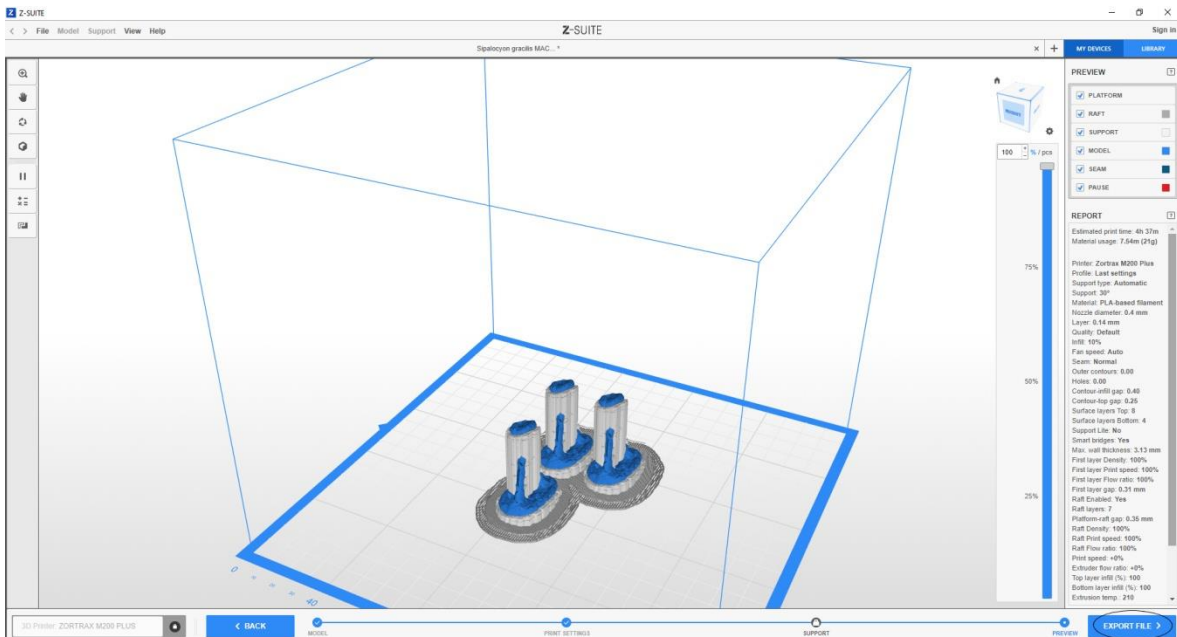 Z-SUITE
File Model Support View Help
Z-SUITE
Sign in
Sipalocyon gracilis MAC... *
MY DEVICES
LIBRARY
PREVIEW
PLATFORM
RAFT
SUPPORT
MODEL
SEAM
PAUSE
100 % / pcs
75%
50%
25%
REPORT
Estimated print time: 4h 37m
Material usage: 7.54m (21g)
Printer: Zortrax M200 Plus
Profile: Last settings
Support type: Automatic
Support: 30°
Material: PLA-based filament
Nozzle diameter: 0.4 mm
Layer: 0.14 mm
Quality: Default
Infill: 10%
Fan speed: Auto
Seam: Normal
Outer contours: 0.00
Holes: 0.00
Contour-infill gap: 0.40
Contour-top gap: 0.25
Surface layers Top: 8
Surface layers Bottom: 4
Support Lite: No
Smart bridges: Yes
Max. wall thickness: 3.13 mm
First layer Density: 100%
First layer Print speed: 100%
First layer Flow ratio: 100%
First layer gap: 0.31 mm
Raft Enabled: Yes
Raft layers: 7
Platform-raft gap: 0.35 mm
Raft Density: 100%
Raft Print speed: 100%
Raft Flow ratio: 100%
Print speed: +0%
Extruder flow ratio: +0%
Top layer infill (%): 100
Bottom layer infill (%): 100
Extrusion temp.: 210
0
40
3D Printer: ZORTRAX M200 PLUS
< BACK
MODEL
PRINT SETTINGS
SUPPORT
PREVIEW
EXPORT FILE >